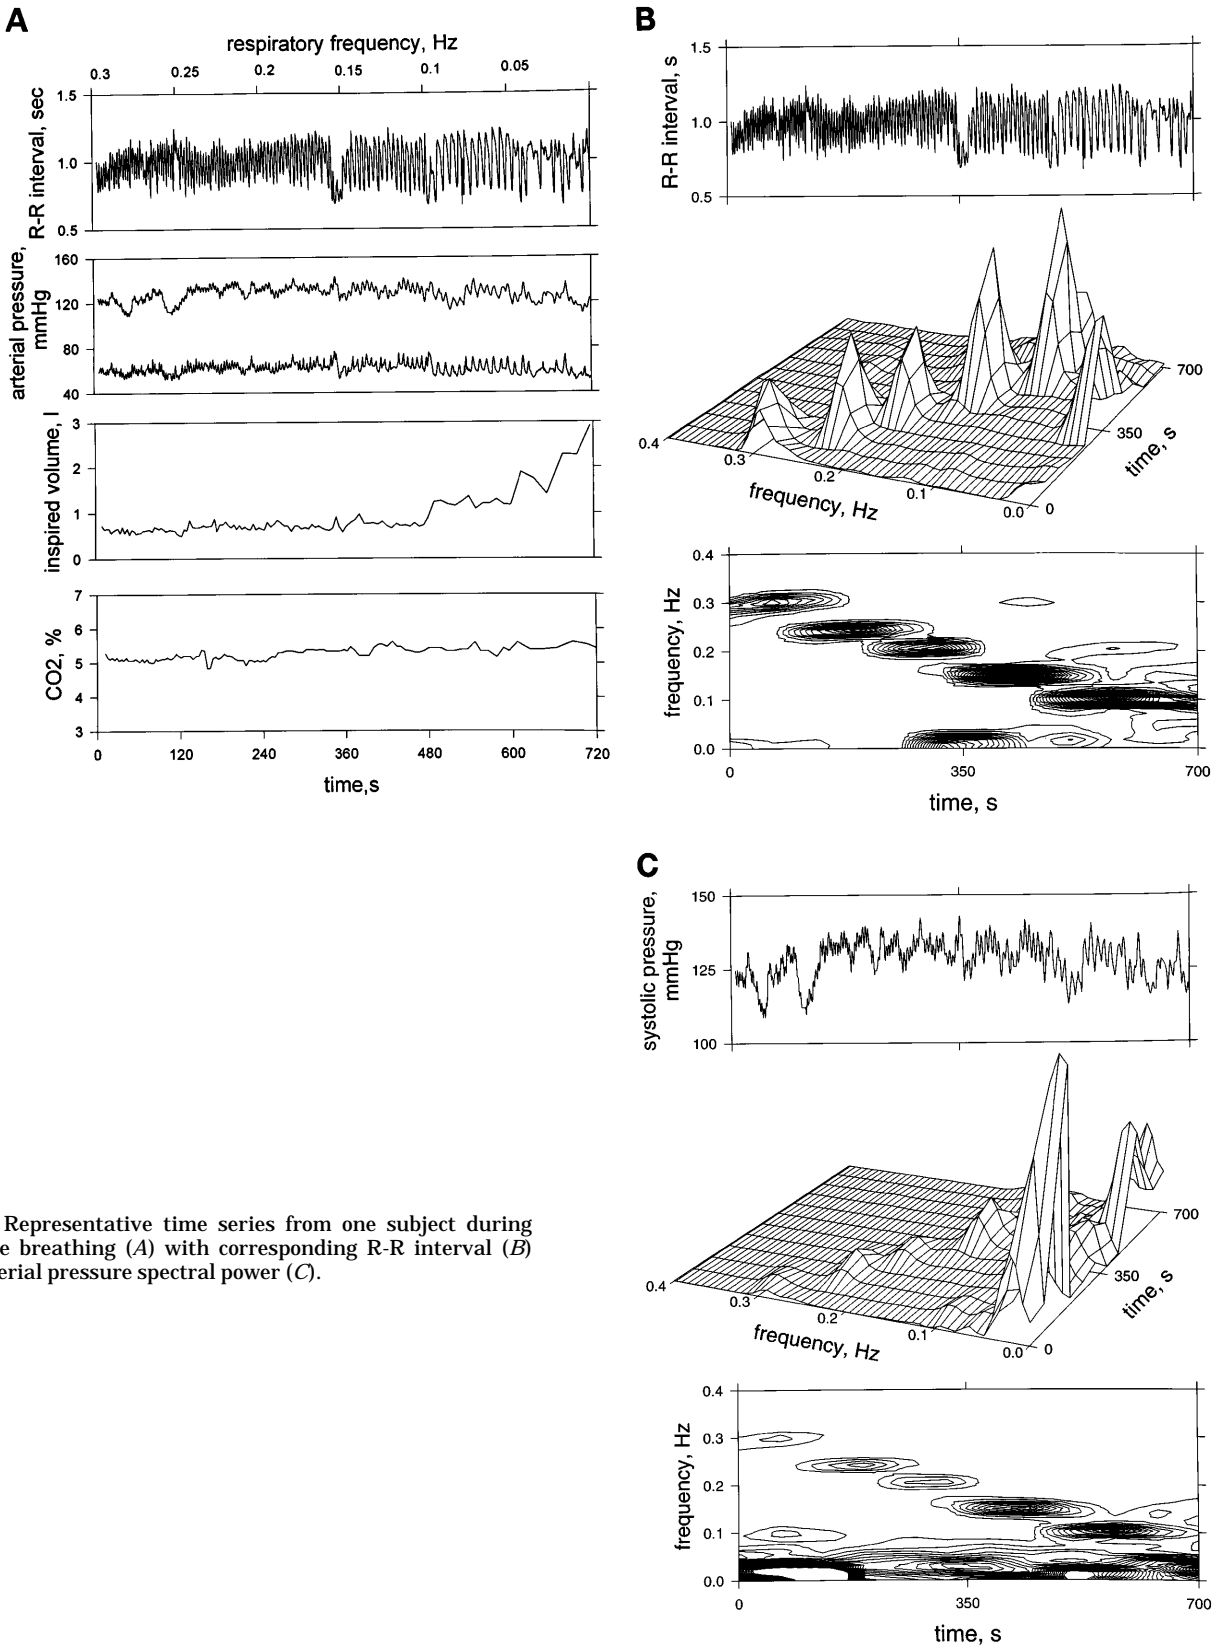 A
respiratory frequency, Hz
0.3 0.25 0.2 0.15 0.1 0.05
R-R interval, sec
1.5
1.0
0.5
arterial pressure,
mmHg
160
120
80
40
inspired volume, l
3
2
1
0
CO2, %
7
6
5
4
3
0 120 240 360 480 600 720
time,s
B
R-R interval, s
1.5
1.0
0.5
0.4 0.3 0.2 0.1 0.0
frequency, Hz
0 350 700
time, s
frequency, Hz
0.4
0.3
0.2
0.1
0.0
0 350 700
time, s
C
systolic pressure,
mmHg
150
125
100
0.4 0.3 0.2 0.1 0.0
frequency, Hz
0 350 700
time, s
frequency, Hz
0.4
0.3
0.2
0.1
0.0
0 350 700
time, s
Representative time series from one subject during
e breathing (A) with corresponding R-R interval (B)
erial pressure spectral power (C).